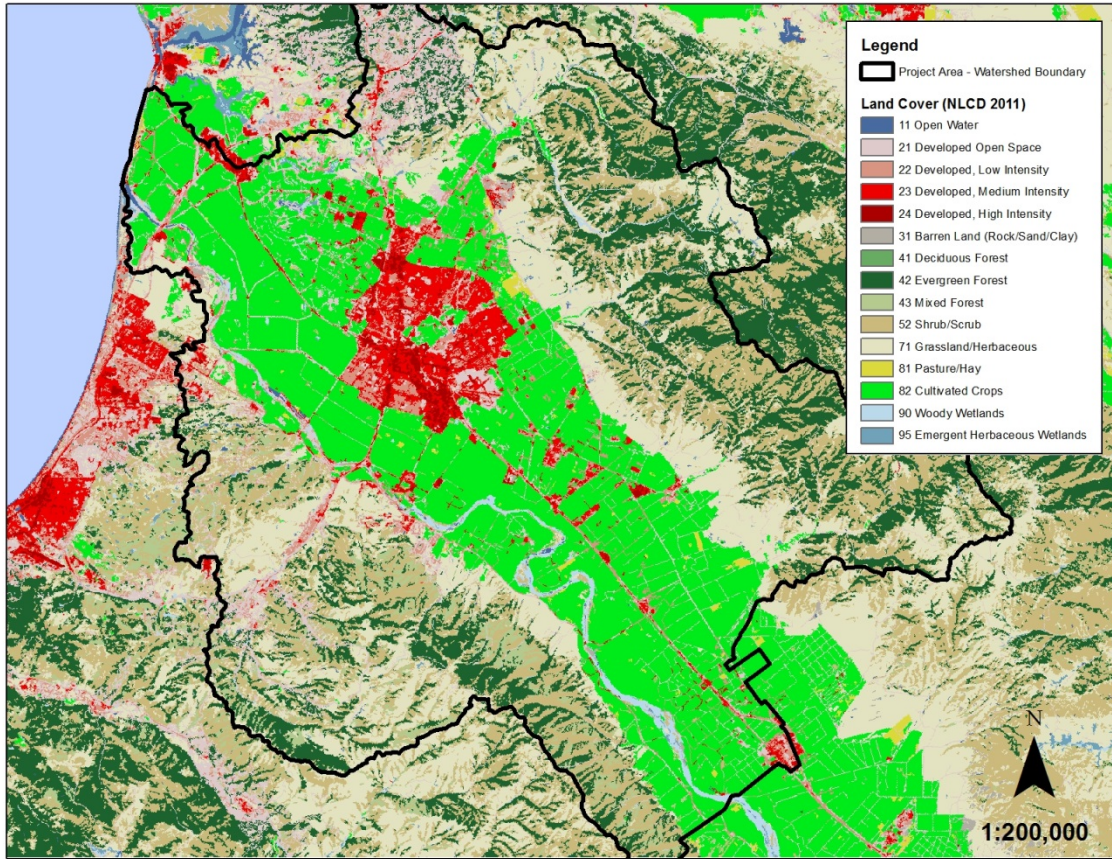 Legend
Project Area - Watershed Boundary
Land Cover (NLCD 2011)
11 Open Water
21 Developed Open Space
22 Developed, Low Intensity
23 Developed, Medium Intensity
24 Developed, High Intensity
31 Barren Land (Rock/Sand/Clay)
41 Deciduous Forest
42 Evergreen Forest
43 Mixed Forest
52 Shrub/Scrub
71 Grassland/Herbaceous
81 Pasture/Hay
82 Cultivated Crops
90 Woody Wetlands
95 Emergent Herbaceous Wetlands
N
1:200,000